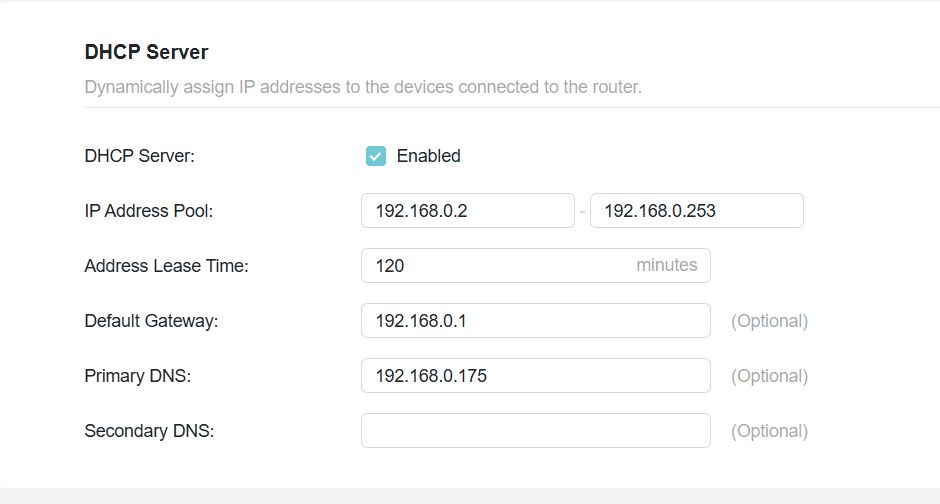 DHCP Server
Dynamically assign IP addresses to the devices connected to the router.
DHCP Server: Enabled
IP Address Pool: 192.168.0.2 - 192.168.0.253
Address Lease Time: 120 minutes
Default Gateway: 192.168.0.1 (Optional)
Primary DNS: 192.168.0.175 (Optional)
Secondary DNS: (Optional)